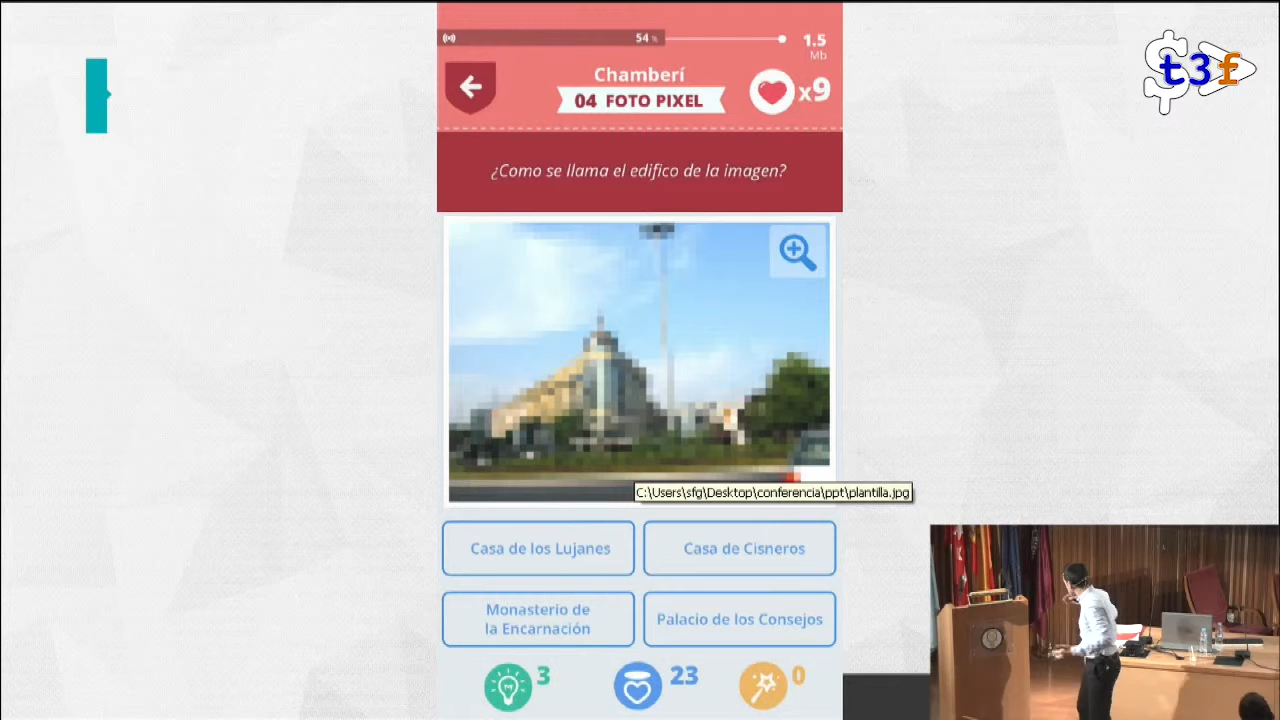 54 %
1.5
Mb
Chamberí
04 FOTO PIXEL
x9
t3f
¿Como se llama el edifico de la imagen?
C:\Users\sfg\Desktop\conferencia\ppt\plantilla.jpg
Casa de los Lujanes
Casa de Cisneros
Monasterio de
la Encarnación
Palacio de los Consejos
3
23
0